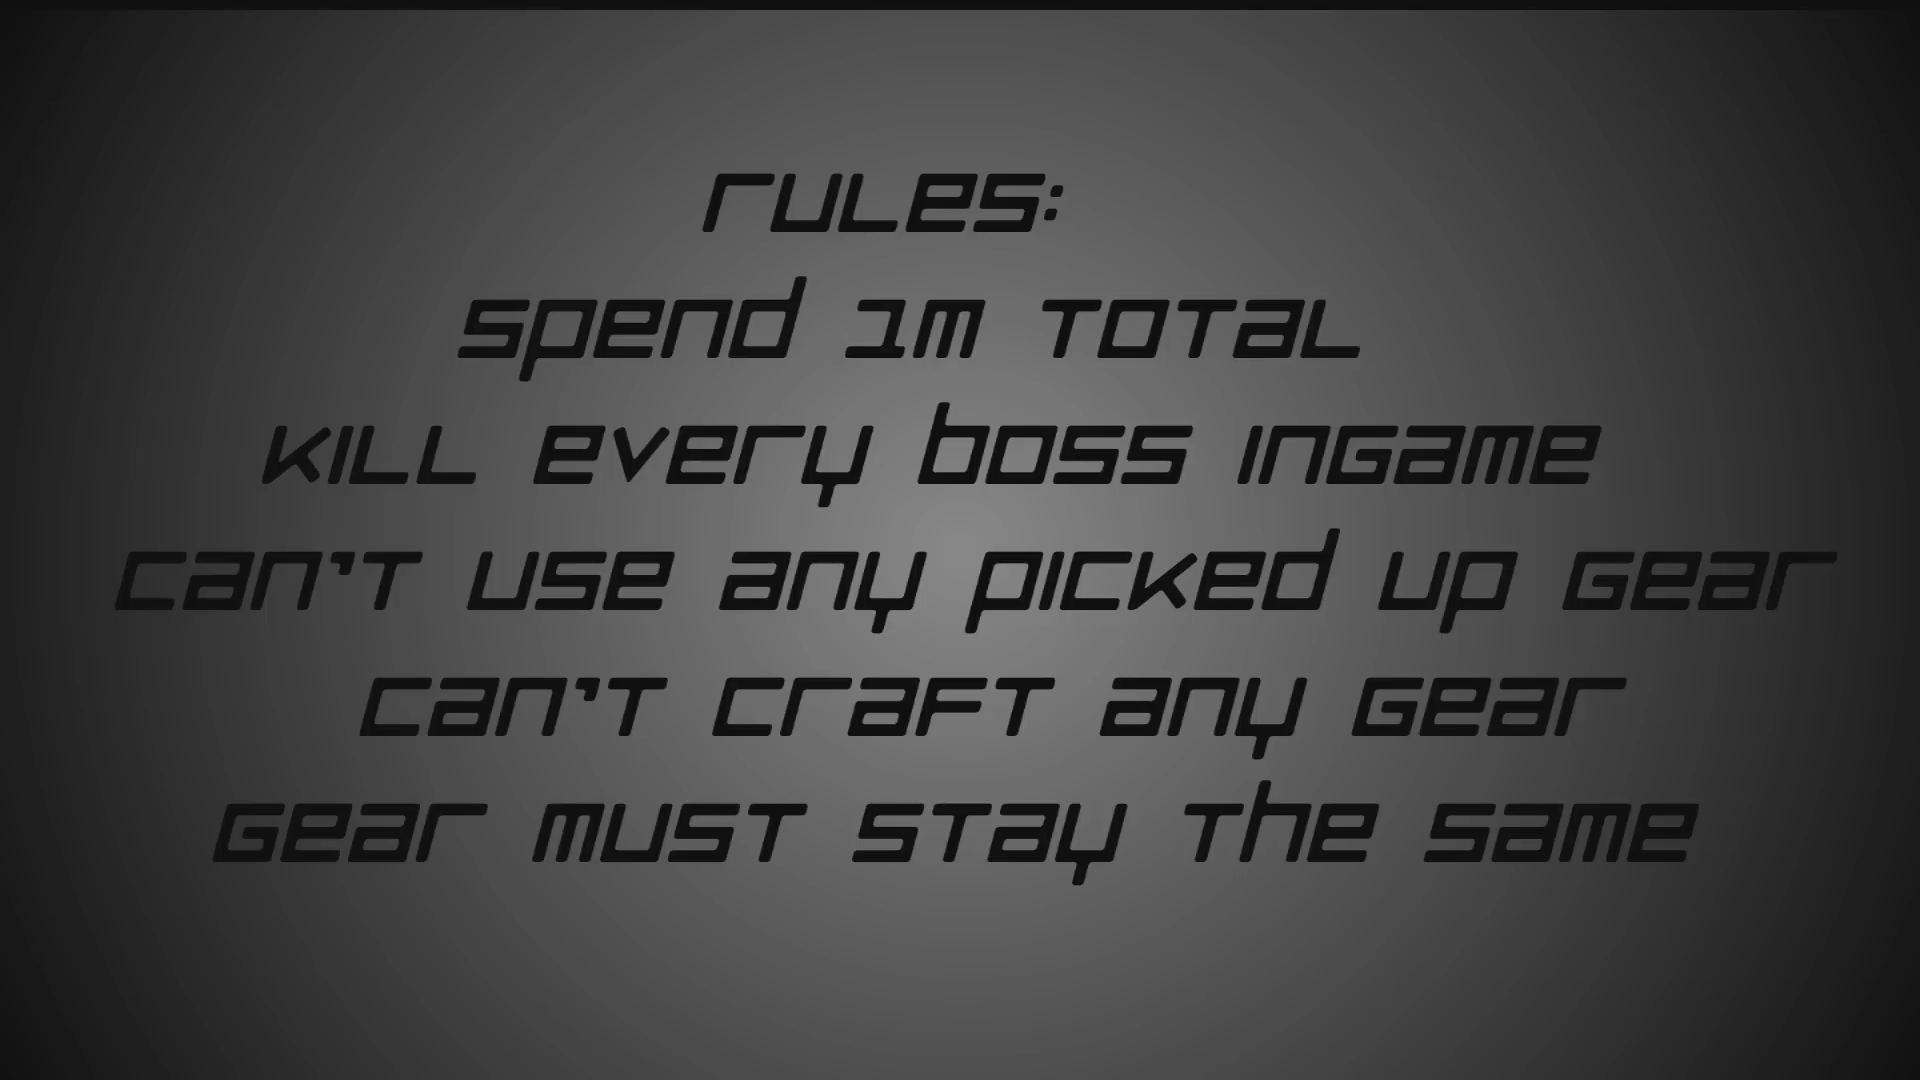 rules:
spend 1m total
kill every boss ingame
can't use any picked up gear
can't craft any gear
gear must stay the same